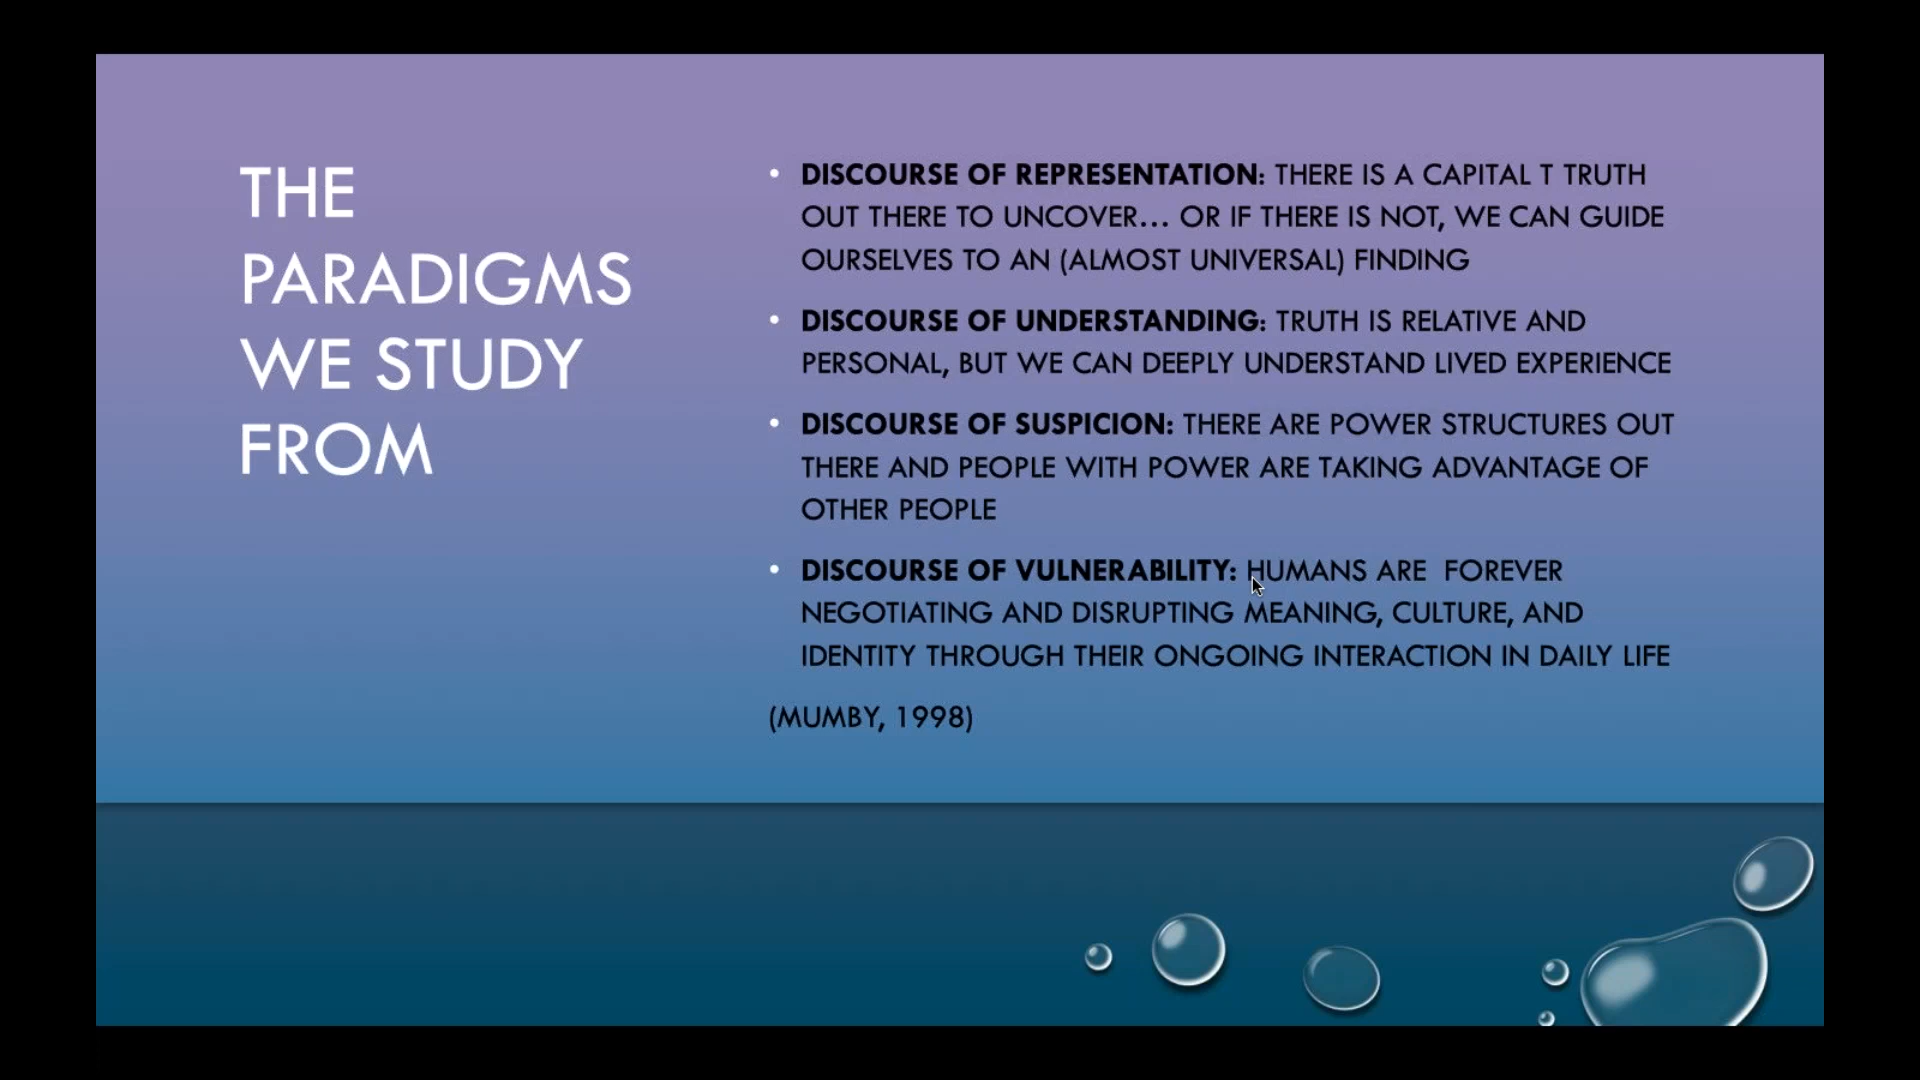 THE
PARADIGMS
WE STUDY
FROM
• DISCOURSE OF REPRESENTATION: THERE IS A CAPITAL T TRUTH
OUT THERE TO UNCOVER... OR IF THERE IS NOT, WE CAN GUIDE
OURSELVES TO AN (ALMOST UNIVERSAL) FINDING
• DISCOURSE OF UNDERSTANDING: TRUTH IS RELATIVE AND
PERSONAL, BUT WE CAN DEEPLY UNDERSTAND LIVED EXPERIENCE
• DISCOURSE OF SUSPICION: THERE ARE POWER STRUCTURES OUT
THERE AND PEOPLE WITH POWER ARE TAKING ADVANTAGE OF
OTHER PEOPLE
• DISCOURSE OF VULNERABILITY: HUMANS ARE FOREVER
NEGOTIATING AND DISRUPTING MEANING, CULTURE, AND
IDENTITY THROUGH THEIR ONGOING INTERACTION IN DAILY LIFE
(MUMBY, 1998)